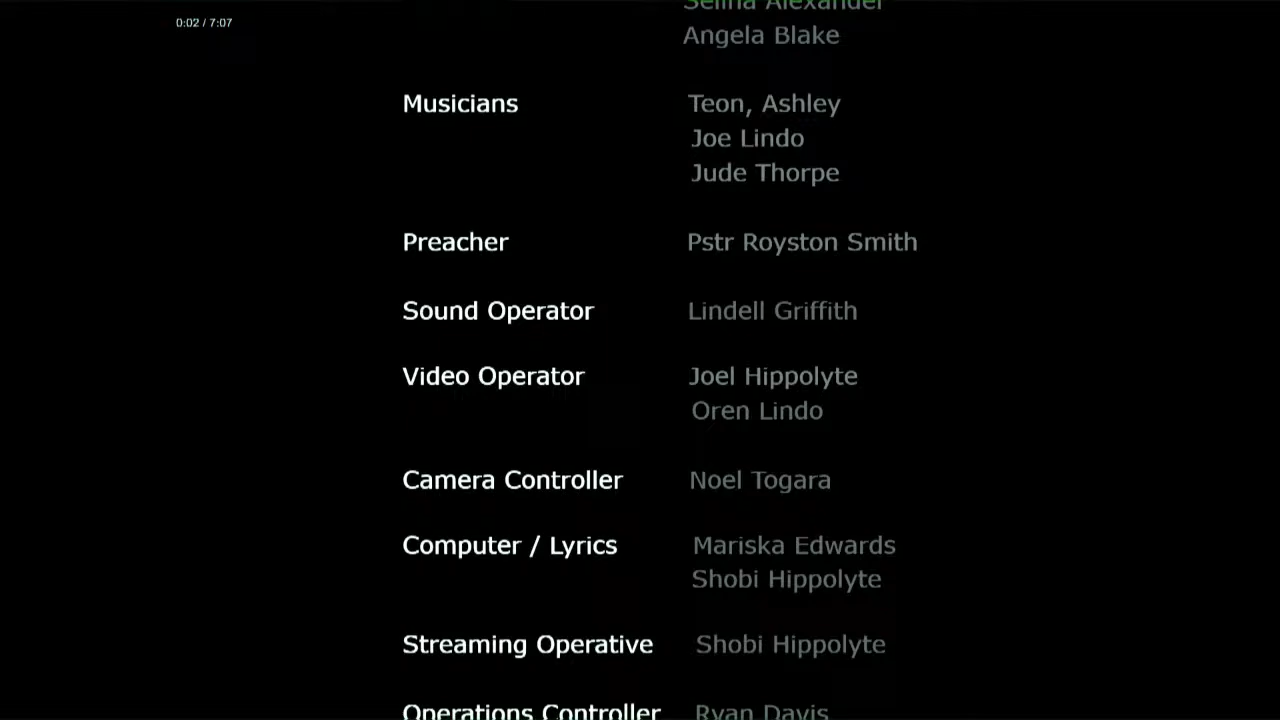 0:02 / 7:07
Selina Alexander
Angela Blake
Musicians Teon, Ashley
Joe Lindo
Jude Thorpe
Preacher Pstr Royston Smith
Sound Operator Lindell Griffith
Video Operator Joel Hippolyte
Oren Lindo
Camera Controller Noel Togara
Computer / Lyrics Mariska Edwards
Shobi Hippolyte
Streaming Operative Shobi Hippolyte
Operations Controller Ryan Davis